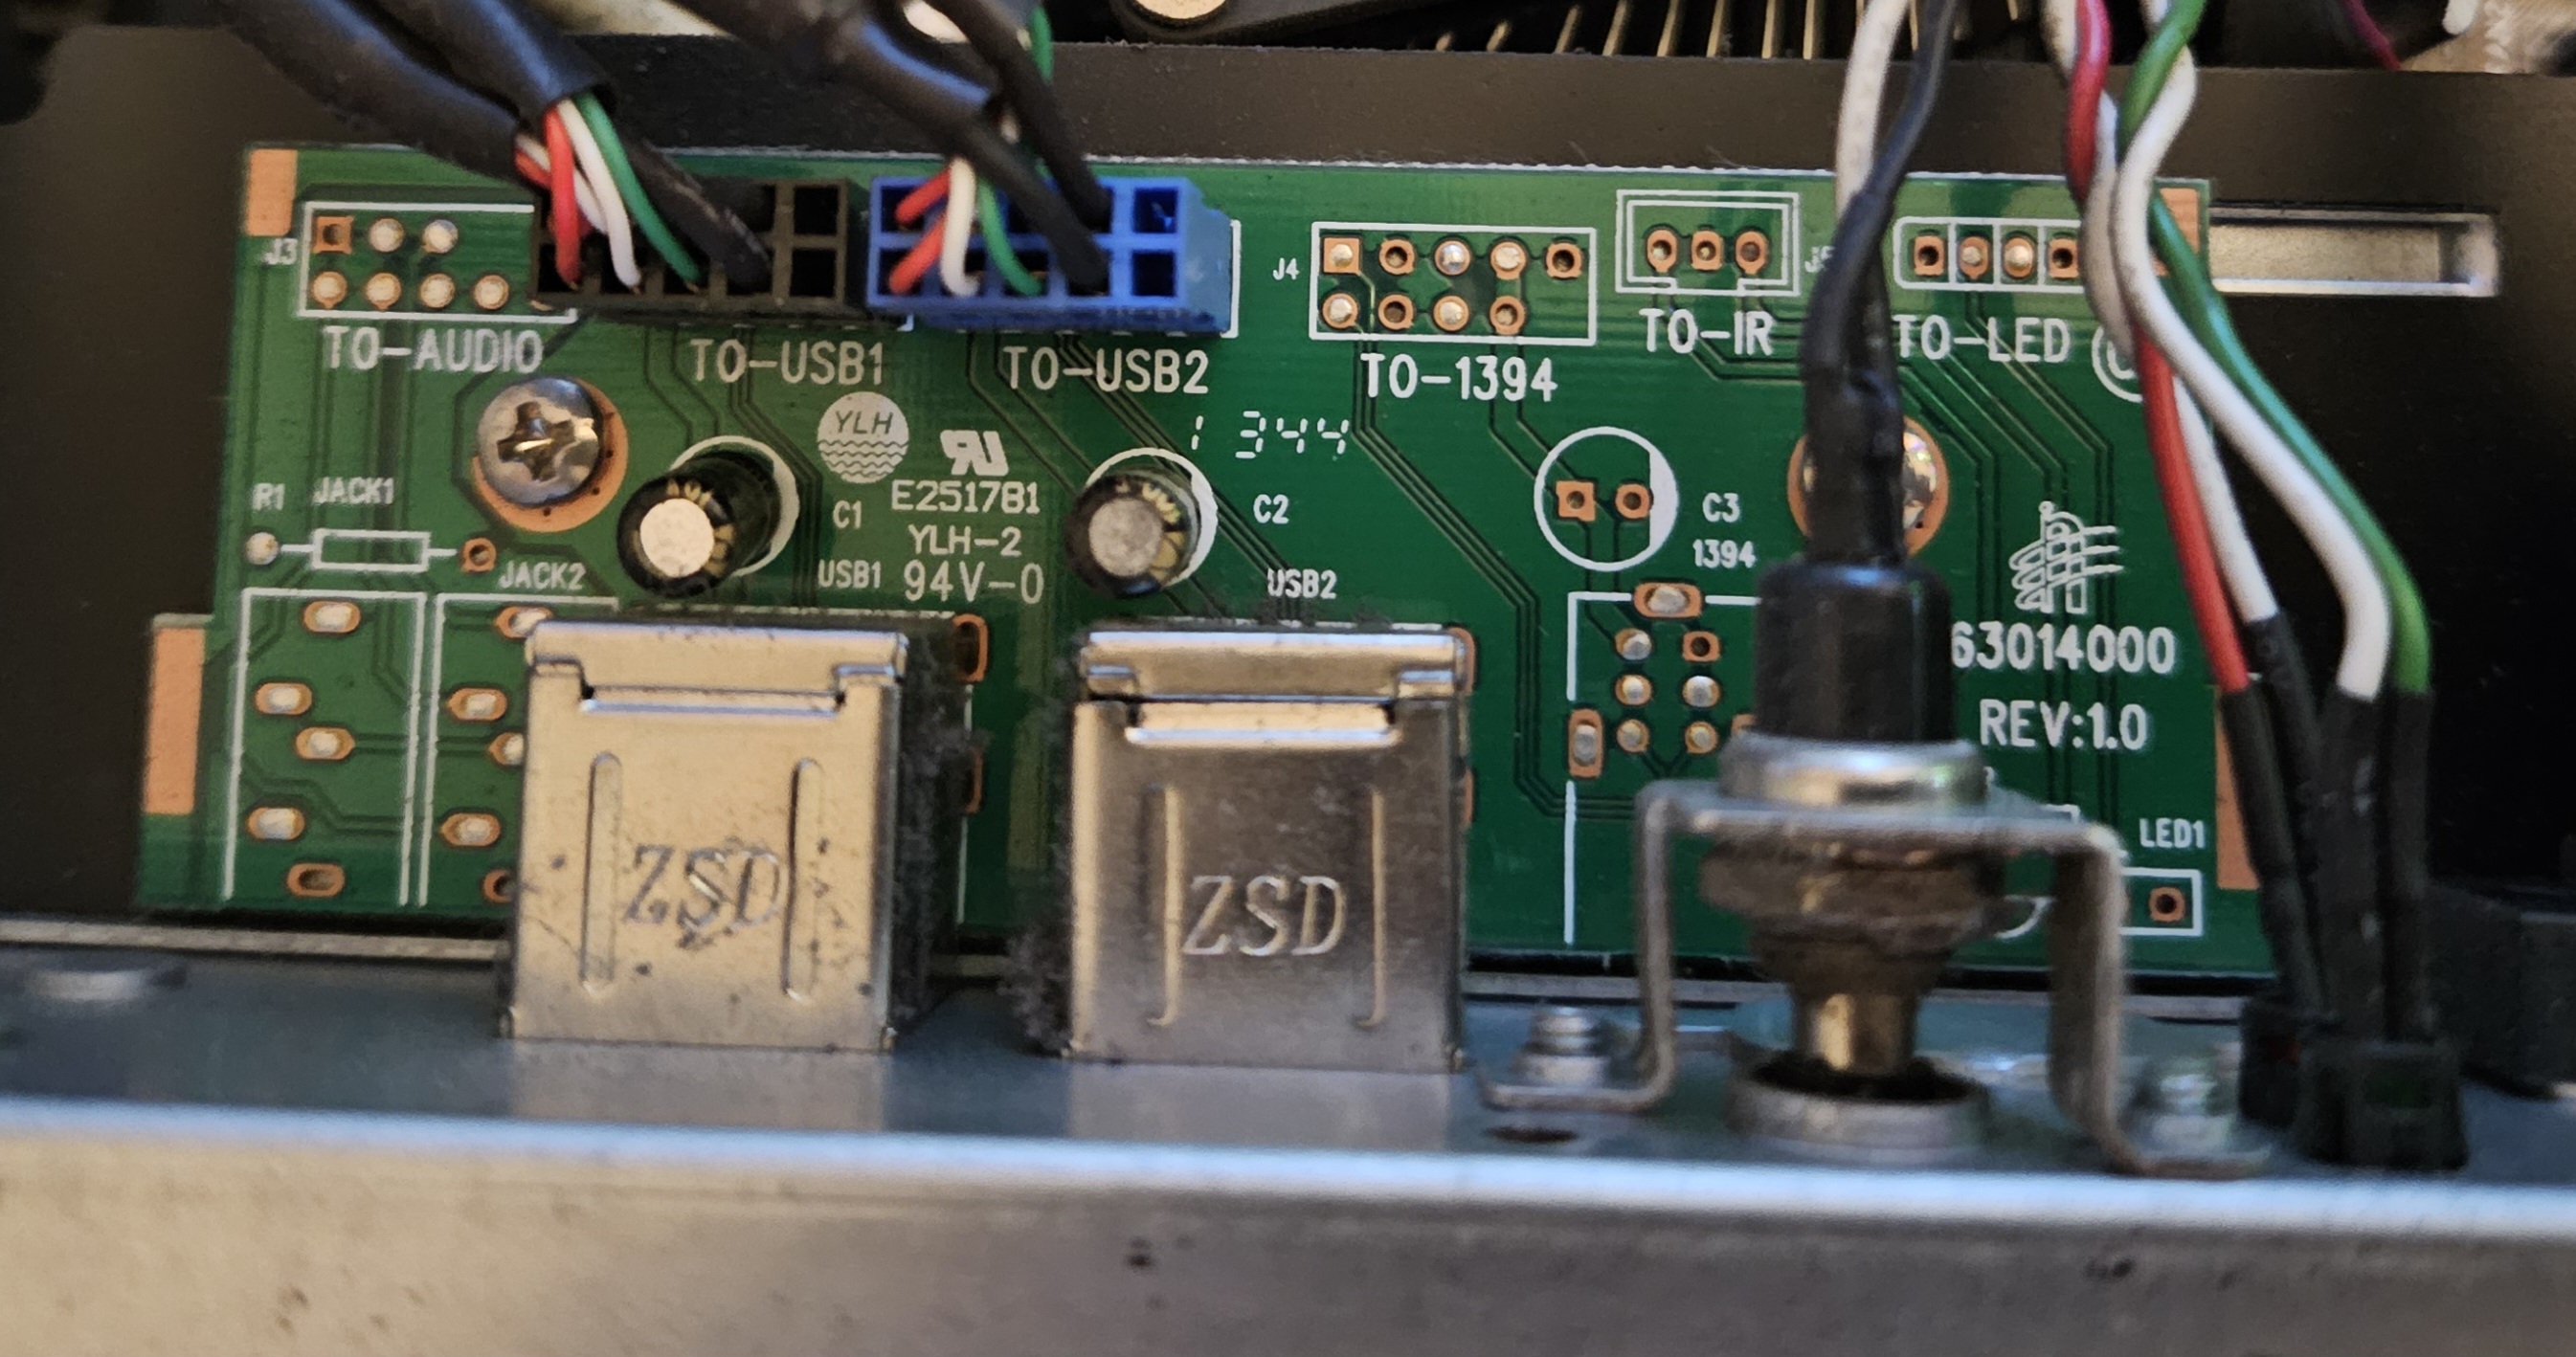 J3
TO-AUDIO
TO-USB1
TO-USB2
J4
TO-1394
TO-IR
TO-LED
YLH
1344
E251781
YLH-2
94V-0
R1
JACK1
JACK2
C1
USB1
C2
USB2
C3
1394
63014000
REV:1.0
LED1
ZSD
ZSD